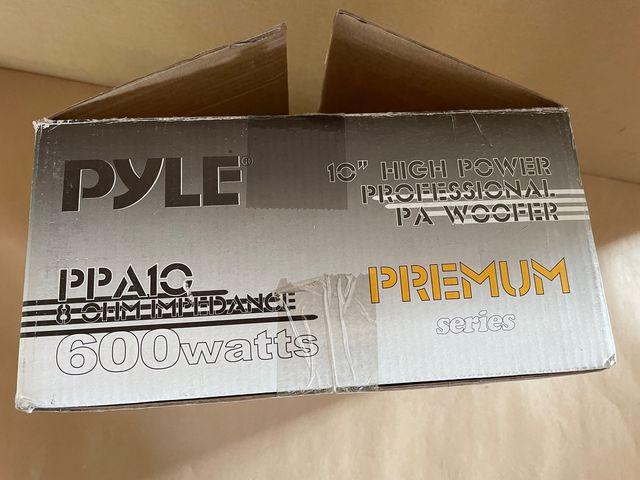 PYLE®
10" HIGH POWER
PROFESSIONAL
PA WOOFER
PPA10
8 OHM IMPEDANCE
600watts
PREMUM
series